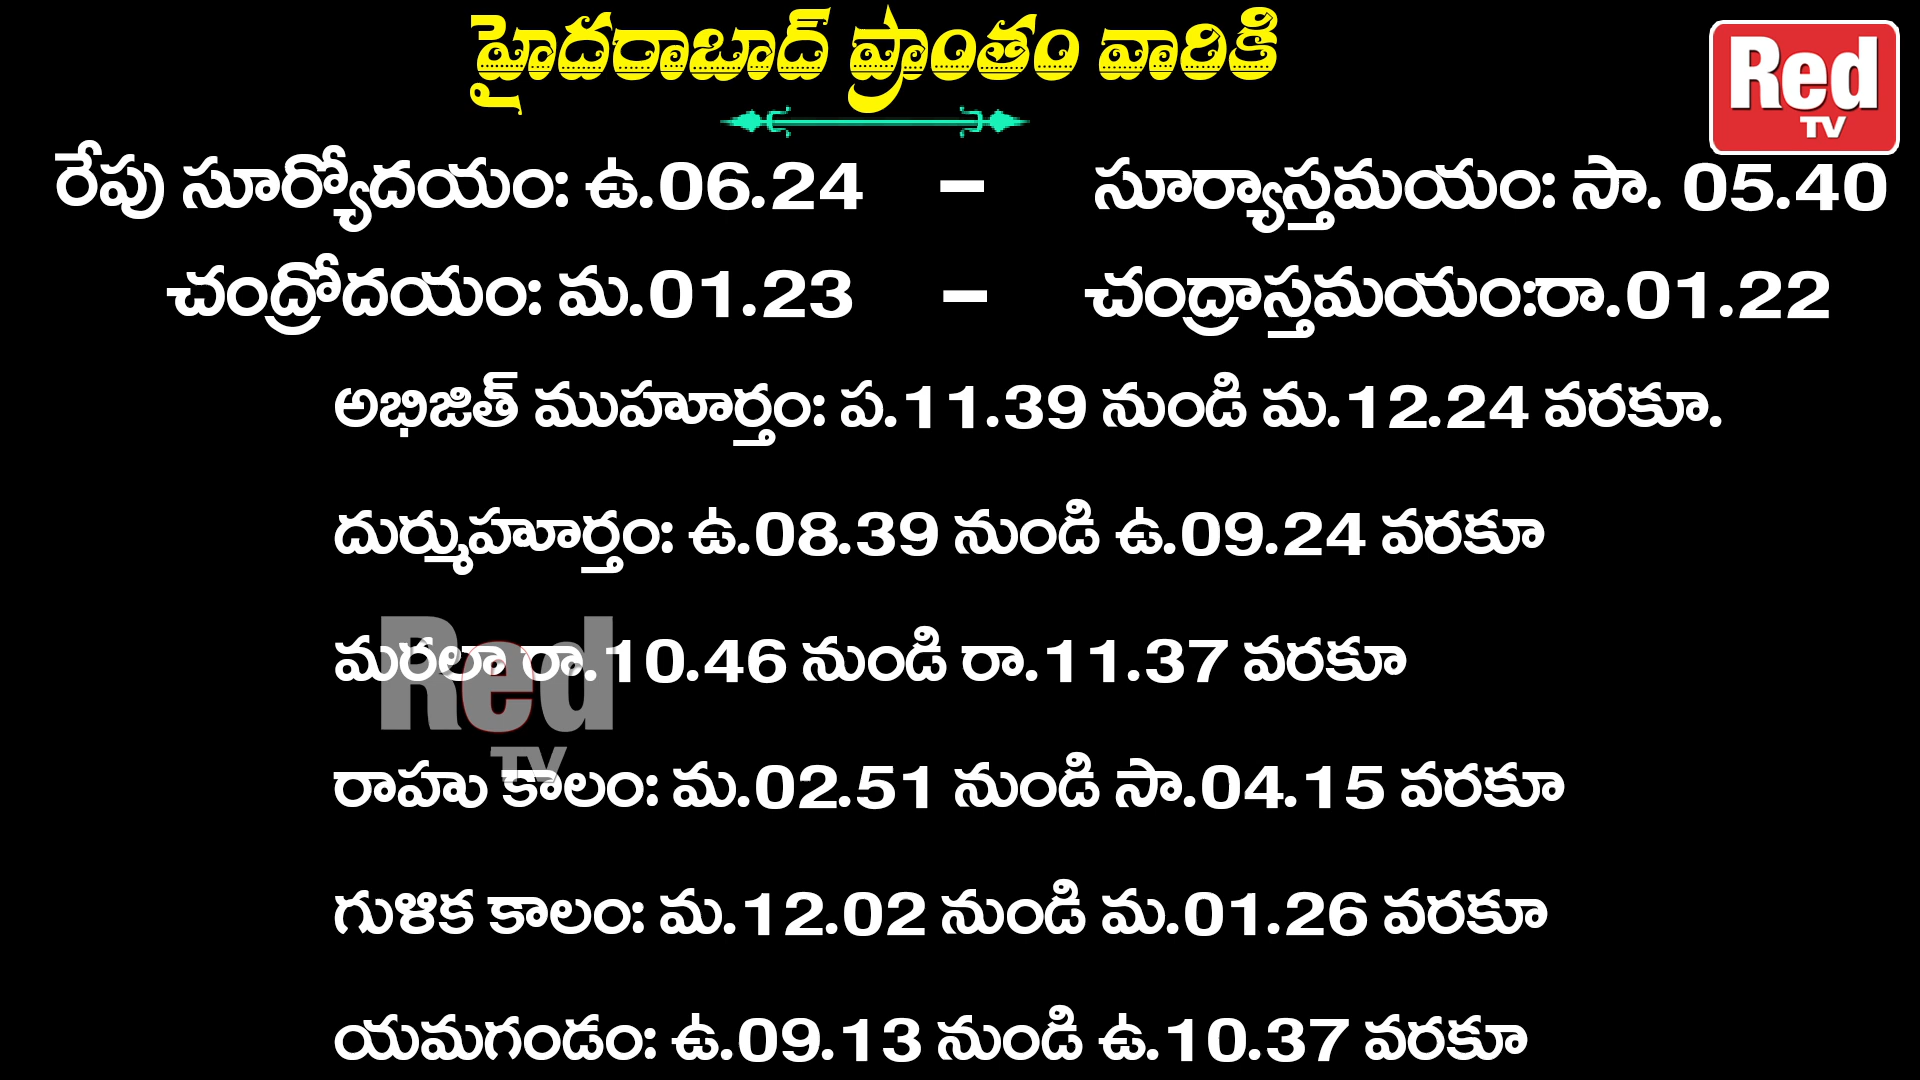 హైదరాబాద్ ప్రాంతం వారికి
Red
TV
రేపు సూర్యోదయం: ఉ.06.24 – సూర్యాస్తమయం: సా. 05.40
చంద్రోదయం: మ.01.23 – చంద్రాస్తమయం:రా.01.22
అభిజిత్ ముహూర్తం: ప.11.39 నుండి మ.12.24 వరకూ.
దుర్ముహూర్తం: ఉ.08.39 నుండి ఉ.09.24 వరకూ
మరలా రా.10.46 నుండి రా.11.37 వరకూ
Red
TV
రాహు కాలం: మ.02.51 నుండి సా.04.15 వరకూ
గుళిక కాలం: మ.12.02 నుండి మ.01.26 వరకూ
యమగండం: ఉ.09.13 నుండి ఉ.10.37 వరకూ